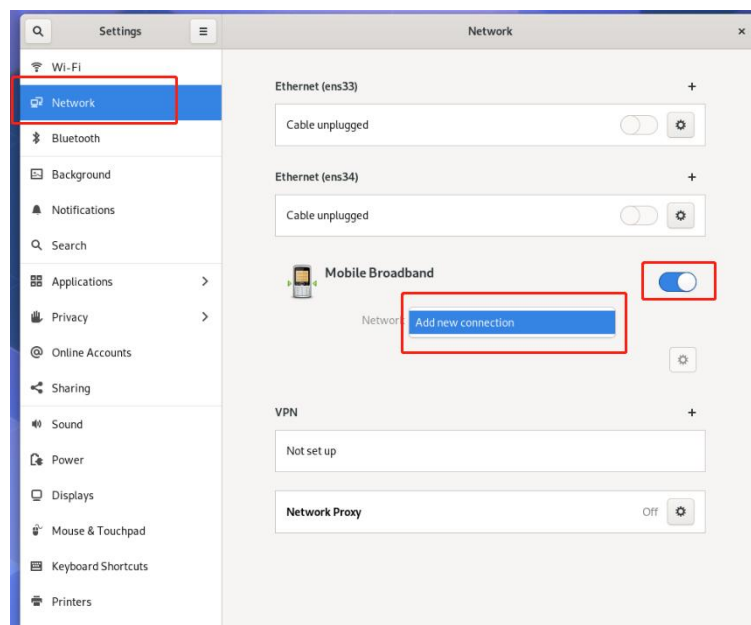 Settings
Network
Wi-Fi
Network
Bluetooth
Background
Notifications
Search
Applications
Privacy
Online Accounts
Sharing
Sound
Power
Displays
Mouse & Touchpad
Keyboard Shortcuts
Printers
Ethernet (ens33)
Cable unplugged
Ethernet (ens34)
Cable unplugged
Mobile Broadband
Network
Add new connection
VPN
Not set up
Network Proxy
Off